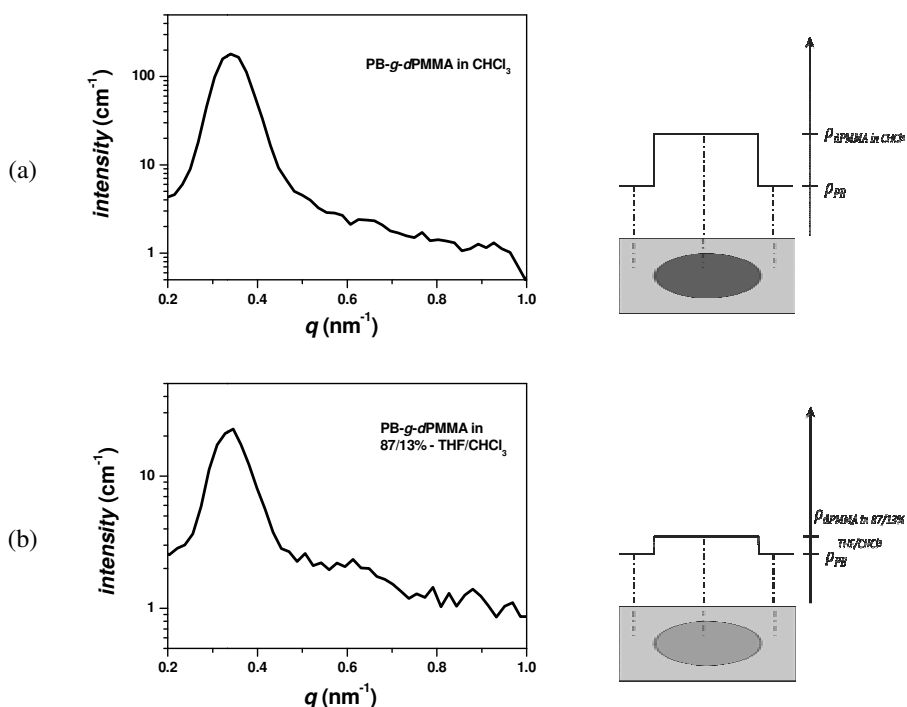 (a)
intensity (cm⁻¹)
100
10
1
PB-g-dPMMA in CHCl₃
0.2 0.4 0.6 0.8 1.0
q (nm⁻¹)
ρdPMMA in CHCl₃
ρPB
(b)
intensity (cm⁻¹)
10
1
PB-g-dPMMA in
87/13% - THF/CHCl₃
0.2 0.4 0.6 0.8 1.0
q (nm⁻¹)
ρdPMMA in 87/13%
THF/CHCl₃
ρPB